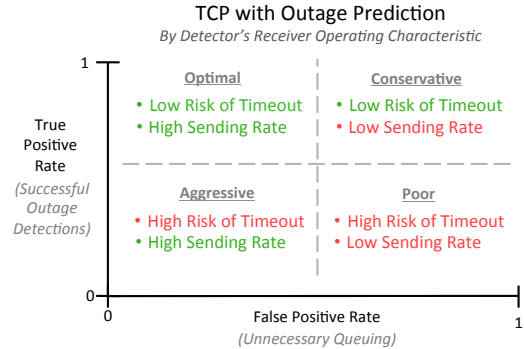 TCP with Outage Prediction
By Detector's Receiver Operating Characteristic
1
Optimal
• Low Risk of Timeout
• High Sending Rate
Conservative
• Low Risk of Timeout
• Low Sending Rate
True
Positive
Rate
(Successful
Outage
Detections)
Aggressive
• High Risk of Timeout
• High Sending Rate
Poor
• High Risk of Timeout
• Low Sending Rate
0
0
False Positive Rate
1
(Unnecessary Queuing)